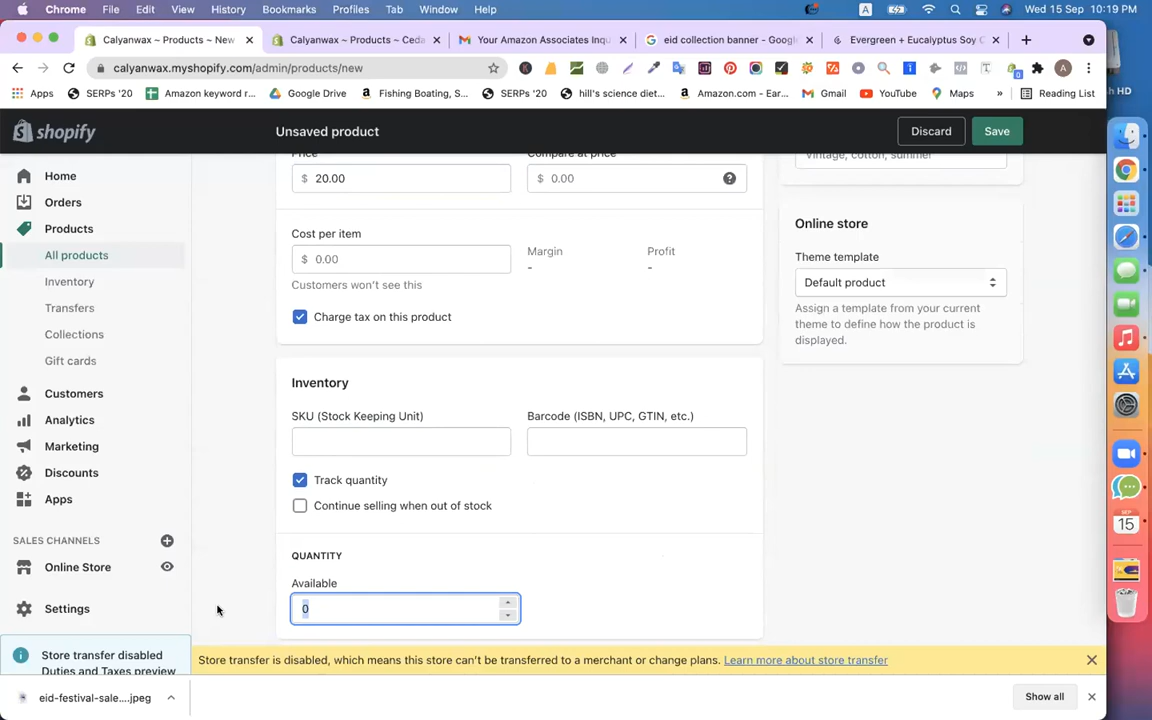 Chrome File Edit View History Bookmarks Profiles Tab Window Help A Wed 15 Sep 10:19 PM
Calyanwax ~ Products ~ New Calyanwax ~ Products ~ Ceda Your Amazon Associates Inqu eid collection banner - Google Evergreen + Eucalyptus Soy C
calyanwax.myshopify.com/admin/products/new A
Apps SERPs '20 Amazon keyword r... Google Drive Fishing Boating, S... SERPs '20 hill's science diet... Amazon.com - Ear... Gmail YouTube Maps » Reading List
shopify Unsaved product Discard Save
Price Compare at price Vintage, cotton, summer
$ 20.00 $ 0.00
Home
Orders
Products
All products
Inventory
Transfers
Collections
Gift cards
Customers
Analytics
Marketing
Discounts
Apps
SALES CHANNELS
Online Store
Settings
Store transfer disabled
Duties and Taxes preview
Cost per item Margin Profit
$ 0.00 - -
Customers won't see this
Charge tax on this product
Inventory
SKU (Stock Keeping Unit) Barcode (ISBN, UPC, GTIN, etc.)
Track quantity
Continue selling when out of stock
QUANTITY
Available
0
Online store
Theme template
Default product
Assign a template from your current
theme to define how the product is
displayed.
Store transfer is disabled, which means this store can't be transferred to a merchant or change plans. Learn more about store transfer
eid-festival-sale....jpeg Show all
SEP
15